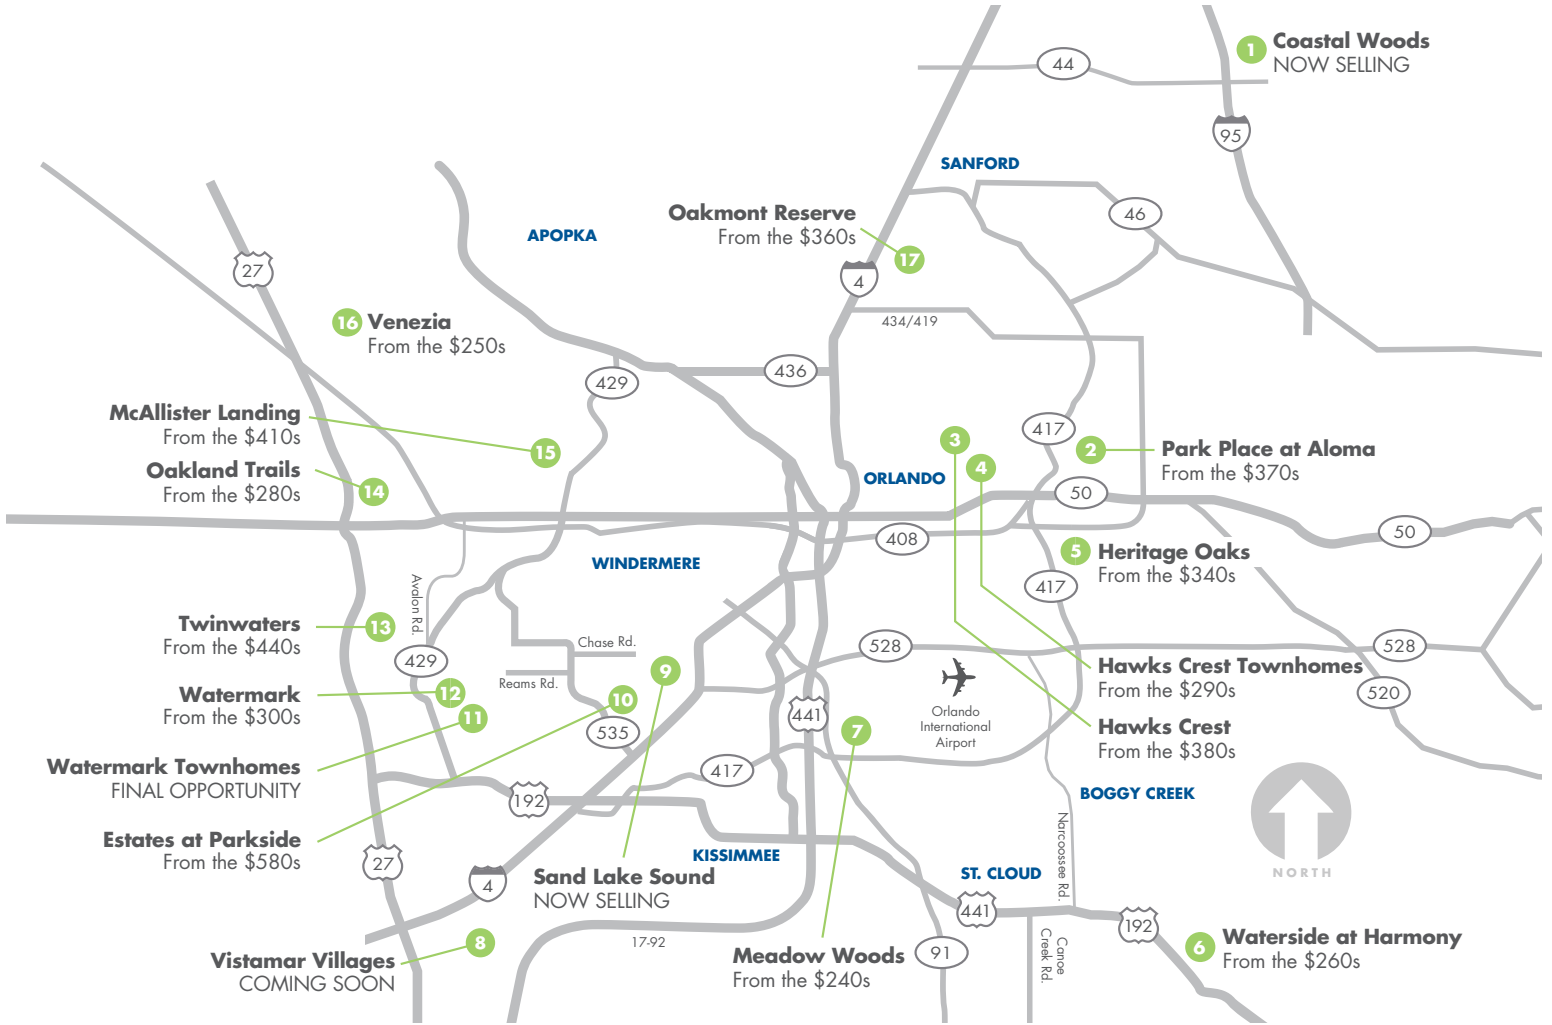 1
Coastal Woods
NOW SELLING
44
95
SANFORD
46
Oakmont Reserve
From the $360s
17
APOPKA
4
27
434/419
16
Venezia
From the $250s
436
429
McAllister Landing
From the $410s
15
Oakland Trails
From the $280s
14
3
4
417
2
Park Place at Aloma
From the $370s
ORLANDO
50
50
408
WINDERMERE
5
Heritage Oaks
From the $340s
417
Avalon Rd.
Twinwaters
From the $440s
13
Chase Rd.
Reams Rd.
429
528
528
520
9
10
535
Watermark
From the $300s
12
11
441
7
Orlando
International
Airport
Hawks Crest Townhomes
From the $290s
Hawks Crest
From the $380s
Watermark Townhomes
FINAL OPPORTUNITY
417
192
BOGGY CREEK
NORTH
Estates at Parkside
From the $580s
27
4
KISSIMMEE
Narcoossee Rd.
ST. CLOUD
Sand Lake Sound
NOW SELLING
441
192
17-92
8
Vistamar Villages
COMING SOON
Meadow Woods
From the $240s
91
Canoe
Creek Rd.
6
Waterside at Harmony
From the $260s